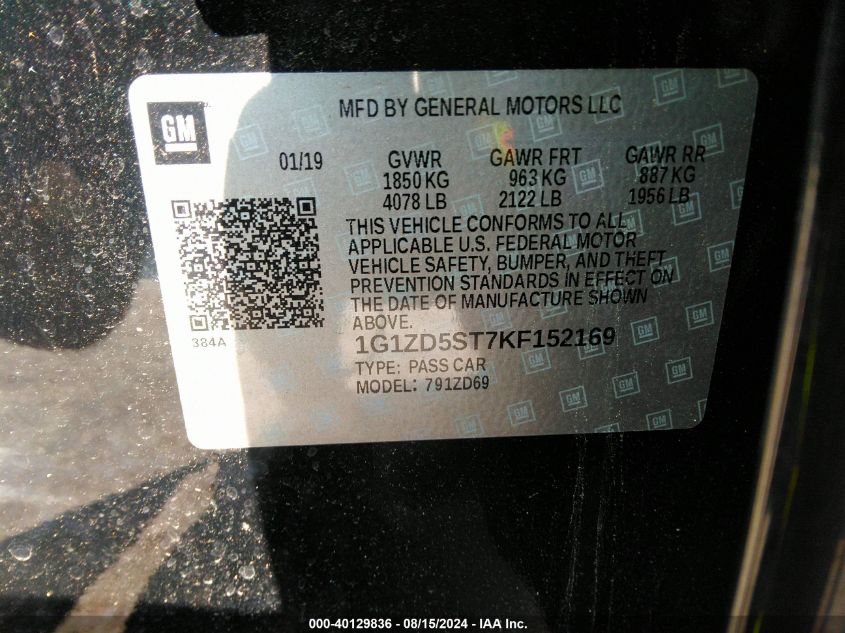 GM
MFD BY GENERAL MOTORS LLC
01/19 GVWR GAWR FRT GAWR RR
1850 KG 963 KG 887 KG
4078 LB 2122 LB 1956 LB
THIS VEHICLE CONFORMS TO ALL
APPLICABLE U.S. FEDERAL MOTOR
VEHICLE SAFETY, BUMPER, AND THEFT
PREVENTION STANDARDS IN EFFECT ON
THE DATE OF MANUFACTURE SHOWN
ABOVE.
384A
1G1ZD5ST7KF152169
TYPE: PASS CAR
MODEL: 791ZD69
000-40129836 - 08/15/2024 - IAA Inc.